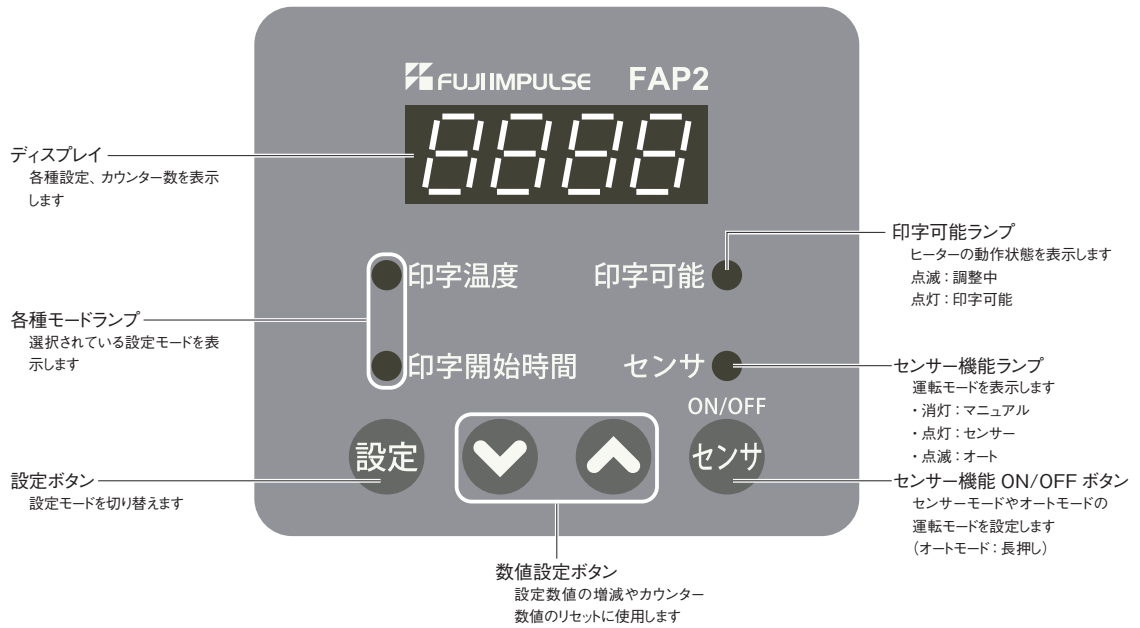 FUJI IMPULSE FAP2
8888
ディスプレイ
各種設定、カウンター数を表示
します
印字可能ランプ
ヒーターの動作状態を表示します
点滅：調整中
点灯：印字可能
印字温度
印字可能
各種モードランプ
選択されている設定モードを表
示します
印字開始時間
センサ
センサー機能ランプ
運転モードを表示します
・消灯：マニュアル
・点灯：センサー
・点滅：オート
ON/OFF
設定
センサ
設定ボタン
設定モードを切り替えます
センサー機能 ON/OFF ボタン
センサーモードやオートモードの
運転モードを設定します
（オートモード：長押し）
数値設定ボタン
設定数値の増減やカウンター
数値のリセットに使用します